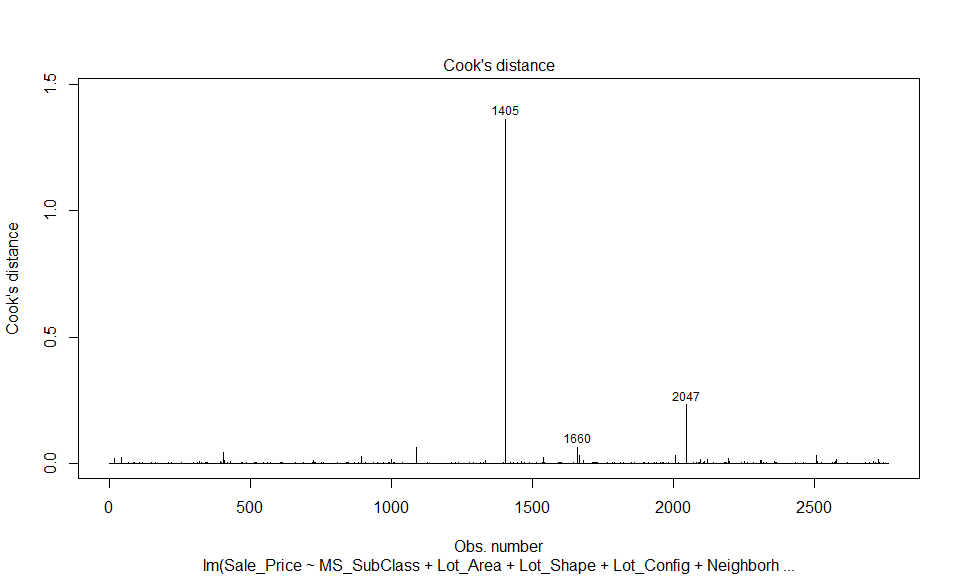 Cook's distance
1.5
1405
1.0
Cook's distance
0.5
2047
1660
0.0
0 500 1000 1500 2000 2500
Obs. number
lm(Sale_Price ~ MS_SubClass + Lot_Area + Lot_Shape + Lot_Config + Neighborh ...